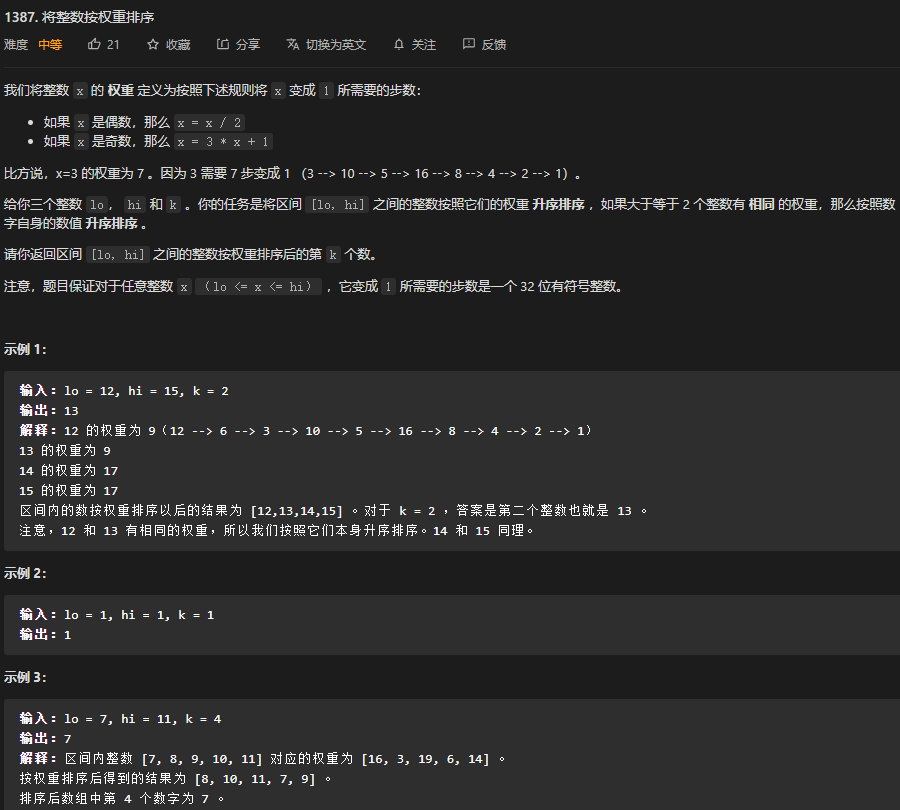 1387. 将整数按权重排序
难度 中等 21 收藏 分享 切换为英文 关注 反馈
我们将整数 x 的 权重 定义为按照下述规则将 x 变成 1 所需要的步数:
• 如果 x 是偶数，那么 x = x / 2
• 如果 x 是奇数，那么 x = 3 * x + 1
比方说，x=3 的权重为 7 。因为 3 需要 7 步变成 1 （3 --> 10 --> 5 --> 16 --> 8 --> 4 --> 2 --> 1）。
给你三个整数 lo， hi 和 k 。你的任务是将区间 [lo, hi] 之间的整数按照它们的权重 升序排序 ，如果大于等于 2 个整数有 相同 的权重，那么按照数
字自身的数值 升序排序 。
请你返回区间 [lo, hi] 之间的整数按权重排序后的第 k 个数。
注意，题目保证对于任意整数 x （lo <= x <= hi） ，它变成 1 所需要的步数是一个 32 位有符号整数。
示例 1：
输入：lo = 12, hi = 15, k = 2
输出：13
解释：12 的权重为 9（12 --> 6 --> 3 --> 10 --> 5 --> 16 --> 8 --> 4 --> 2 --> 1）
13 的权重为 9
14 的权重为 17
15 的权重为 17
区间内的数按权重排序以后的结果为 [12,13,14,15] 。对于 k = 2 ，答案是第二个整数也就是 13 。
注意，12 和 13 有相同的权重，所以我们按照它们本身升序排序。14 和 15 同理。
示例 2：
输入：lo = 1, hi = 1, k = 1
输出：1
示例 3：
输入：lo = 7, hi = 11, k = 4
输出：7
解释：区间内整数 [7, 8, 9, 10, 11] 对应的权重为 [16, 3, 19, 6, 14] 。
按权重排序后得到的结果为 [8, 10, 11, 7, 9] 。
排序后数组中第 4 个数字为 7 。